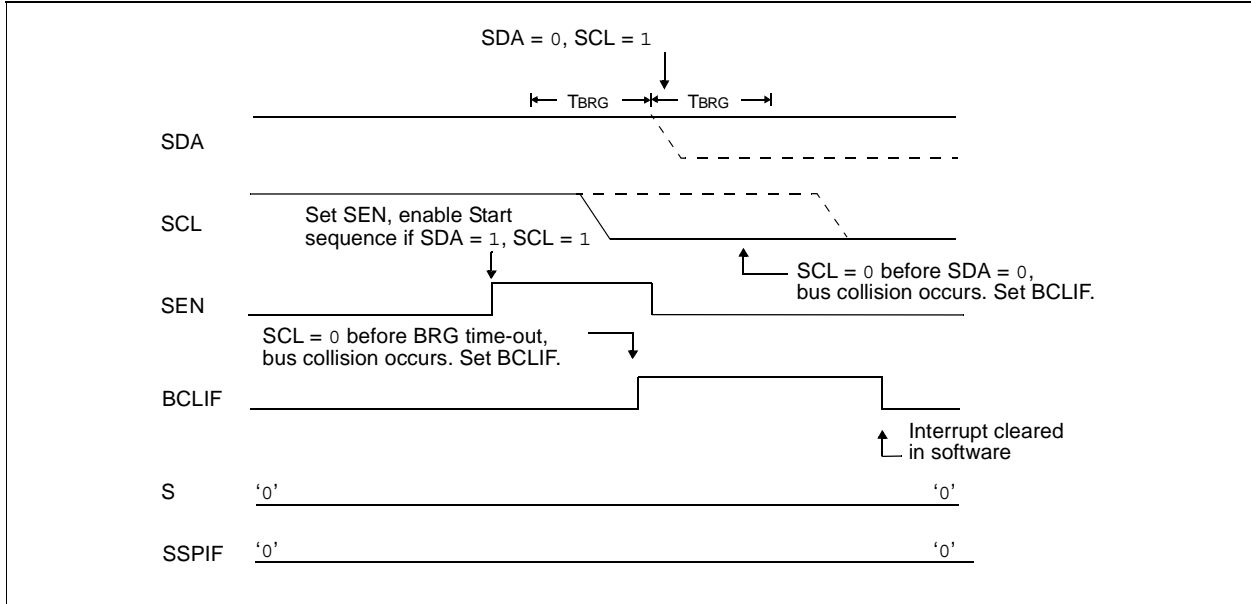 SDA = 0, SCL = 1
TBRG TBRG
SDA
SCL
Set SEN, enable Start
sequence if SDA = 1, SCL = 1
SCL = 0 before SDA = 0,
bus collision occurs. Set BCLIF.
SEN
SCL = 0 before BRG time-out,
bus collision occurs. Set BCLIF.
BCLIF
Interrupt cleared
in software
S ‘0’ ‘0’
SSPIF ‘0’ ‘0’